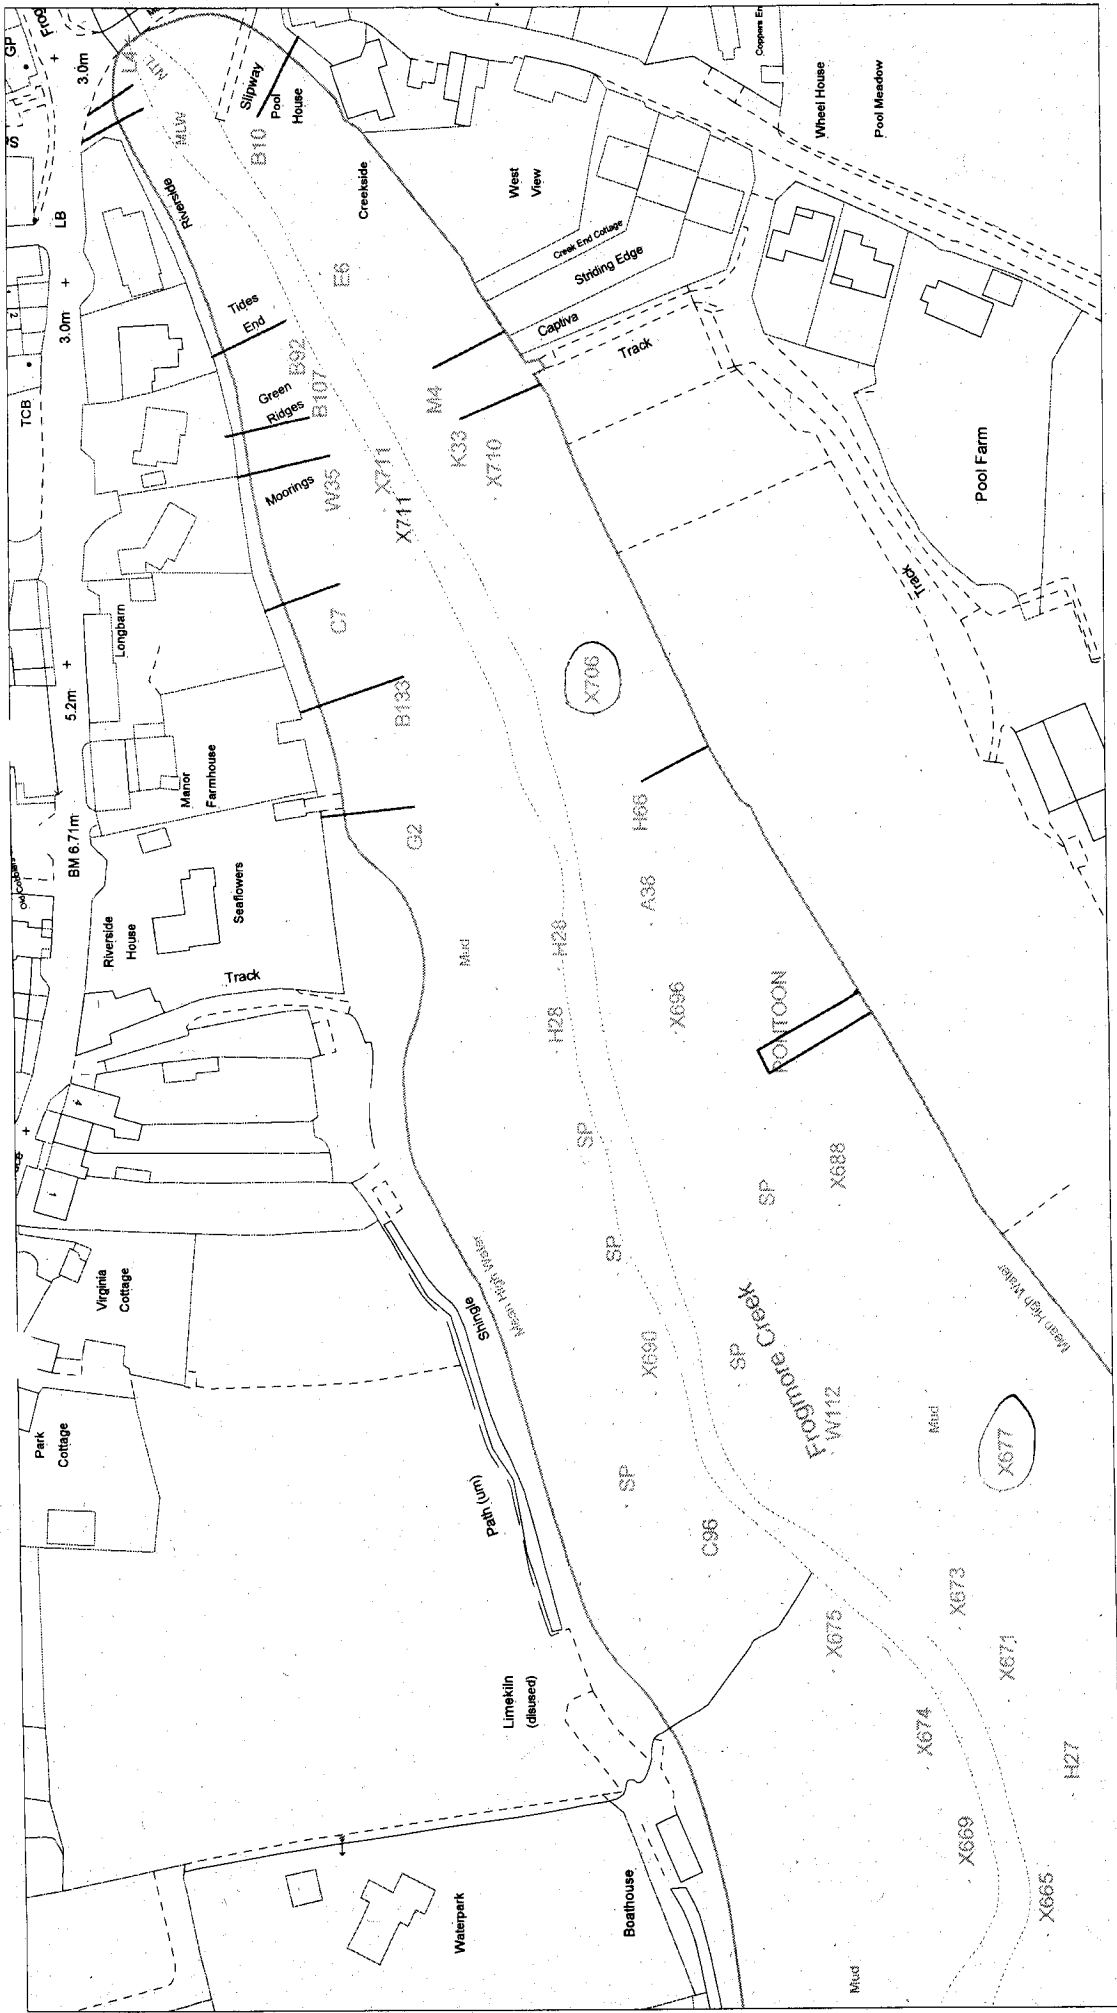 GP
Frog
3.0m
MLW
NTL
Slipway
Pool
House
B10
Riverside
LB
Creekside
West
View
Creek End Cottage
Striding Edge
Captiva
Track
Wheel House
Pool Meadow
E6
Tides
End
B92
Green
Ridges
B107
3.0m
2
TCB
M4
K33
X710
X711
X711
Moorings
W35
C7
Longbarn
5.2m
B133
X706
Pool Farm
Track
Manor
Farmhouse
BM 6.71m
G2
H66
A38
Seaflowers
Riverside
House
Mud
H28
H28
X696
PONTOON
Track
4
1
SP
SP
X688
SP
Virginia
Cottage
Shingle
Mean High Water
X690
SP
Frogmore Creek
W112
Mean High Water
Park
Cottage
Path (um)
SP
Mud
X677
C96
Limekiln
(disused)
X675
X673
X671
X674
H27
X669
X665
Waterpark
Boathouse
Mud